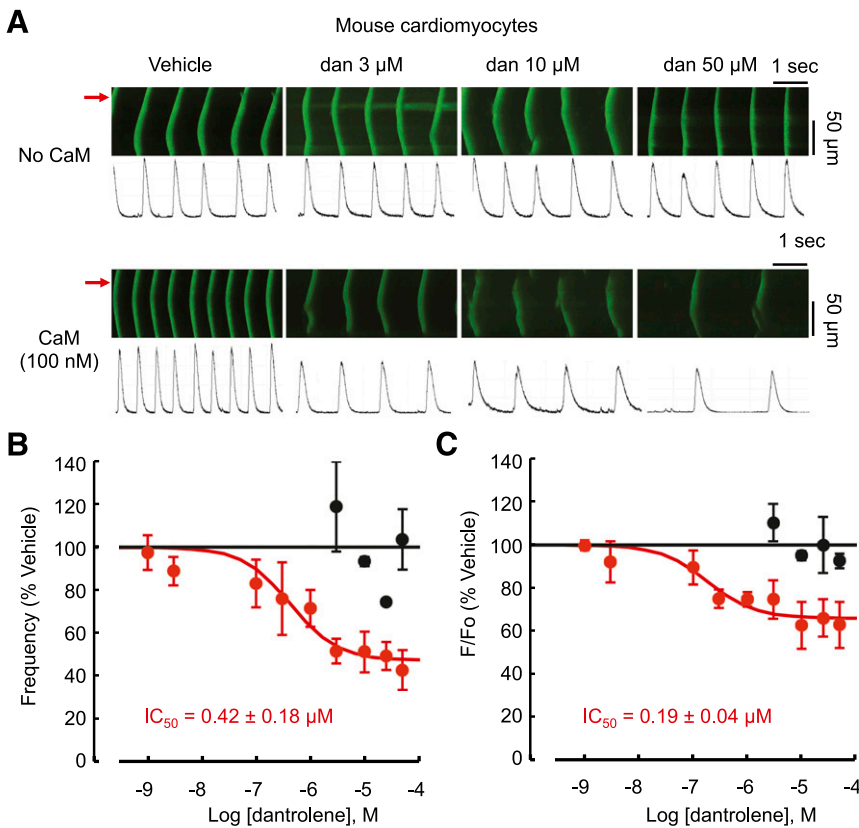 A
Mouse cardiomyocytes
Vehicle dan 3 µM dan 10 µM dan 50 µM 1 sec
No CaM
50 µm
1 sec
CaM
(100 nM)
50 µm
B
Frequency (% Vehicle)
140
120
100
80
60
40
20
0
IC50 = 0.42 ± 0.18 µM
-9 -8 -7 -6 -5 -4
Log [dantrolene], M
C
F/Fo (% Vehicle)
140
120
100
80
60
40
20
0
IC50 = 0.19 ± 0.04 µM
-9 -8 -7 -6 -5 -4
Log [dantrolene], M